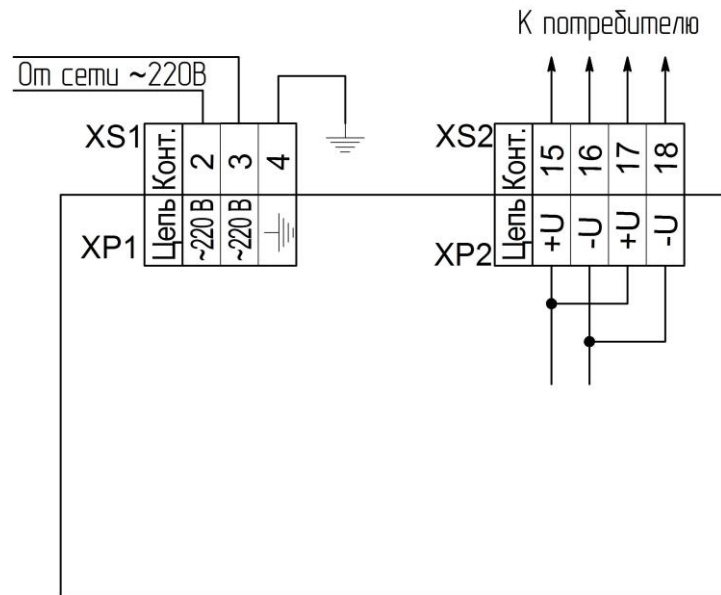 К потребителю
От сети ~220В
XS1
Конт.
2
3
4
XP1
Цепь
~220 В
~220 В
XS2
Конт.
15
16
17
18
XP2
Цепь
+U
-U
+U
-U